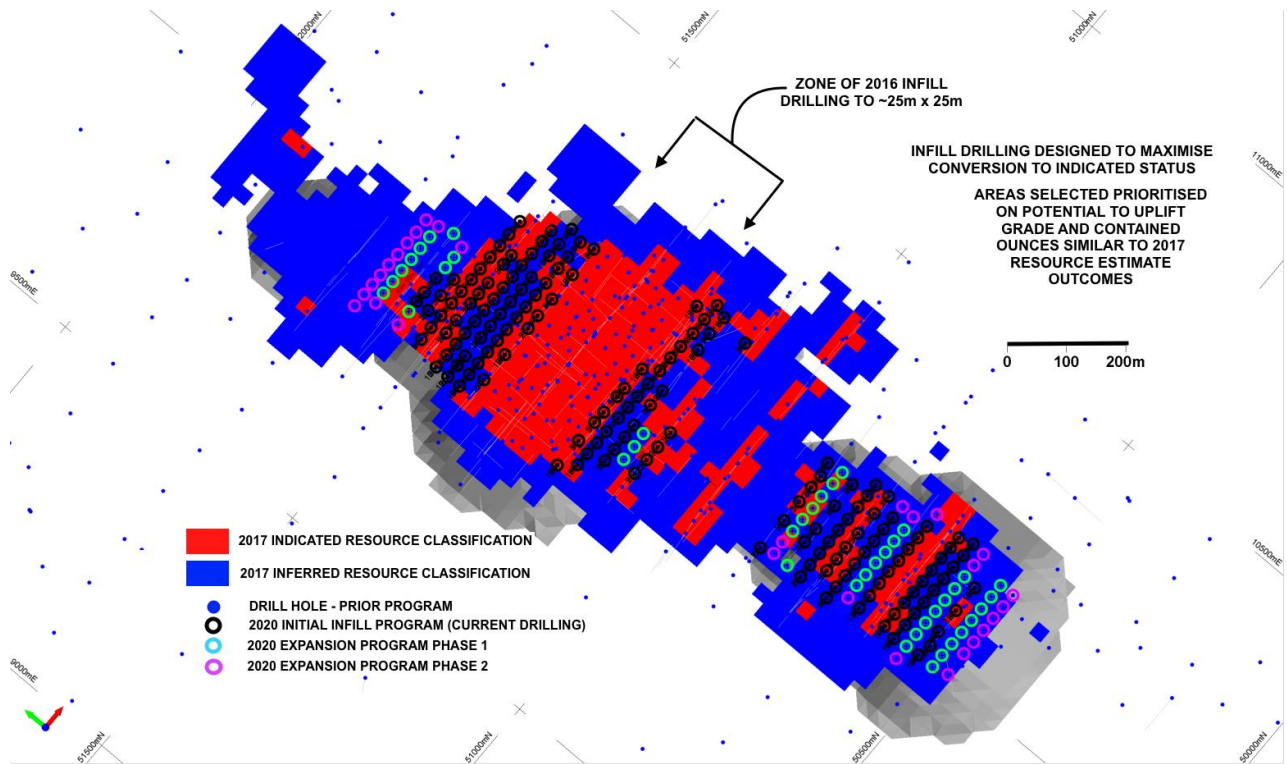 2000mN
51500mN
51000mN
ZONE OF 2016 INFILL
DRILLING TO ~25m x 25m
INFILL DRILLING DESIGNED TO MAXIMISE
CONVERSION TO INDICATED STATUS
11000mE
AREAS SELECTED PRIORITISED
ON POTENTIAL TO UPLIFT
GRADE AND CONTAINED
OUNCES SIMILAR TO 2017
RESOURCE ESTIMATE
OUTCOMES
9500mE
0 100 200m
2017 INDICATED RESOURCE CLASSIFICATION
2017 INFERRED RESOURCE CLASSIFICATION
10500mE
DRILL HOLE - PRIOR PROGRAM
2020 INITIAL INFILL PROGRAM (CURRENT DRILLING)
2020 EXPANSION PROGRAM PHASE 1
2020 EXPANSION PROGRAM PHASE 2
9000mE
51500mN
51000mN
50500mN
50000mN